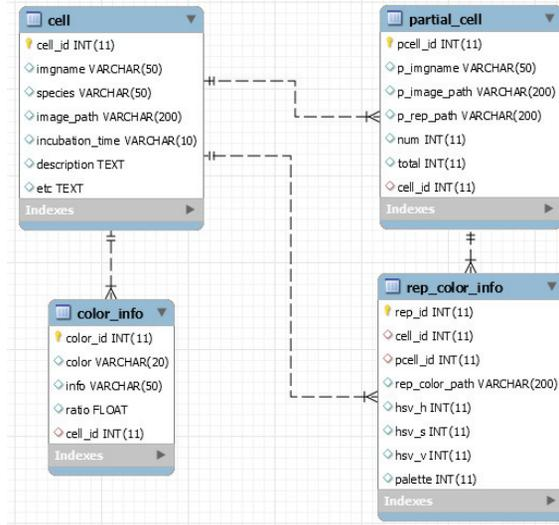 cell
cell_id INT(11)
imgname VARCHAR(50)
species VARCHAR(50)
image_path VARCHAR(200)
incubation_time VARCHAR(10)
description TEXT
etc TEXT
Indexes
partial_cell
pcell_id INT(11)
p_imgname VARCHAR(50)
p_image_path VARCHAR(200)
p_rep_path VARCHAR(200)
num INT(11)
total INT(11)
cell_id INT(11)
Indexes
color_info
color_id INT(11)
color VARCHAR(20)
info VARCHAR(50)
ratio FLOAT
cell_id INT(11)
Indexes
rep_color_info
rep_id INT(11)
cell_id INT(11)
pcell_id INT(11)
rep_color_path VARCHAR(200)
hsv_h INT(11)
hsv_s INT(11)
hsv_v INT(11)
palette INT(11)
Indexes